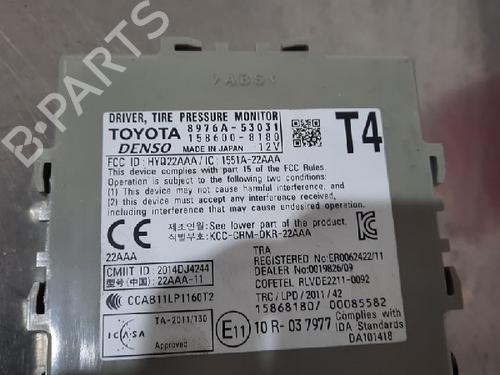 >ABS<
DRIVER, TIRE PRESSURE MONITOR
TOYOTA 8976A-53031
158600-8180
DENSO MADE IN JAPAN 12V
T4
FCC ID : HYQ22AAA / IC : 1551A-22AAA
This device complies with part 15 of the FCC Rules.
Operation is subject to the following two conditions:
(1) This device may not cause harmful interference, and
(2) this device must accept any interference received,
including interference that may cause undesired
operation.
CE
22AAA
제조연월 : See lower part of the product.
식별부호: KCC-CRM-DKR-22AAA
CMIIT ID : 2014DJ4244
型号(中国) : 22AAA-11
CCAB11LP1160T2
TRA
REGISTERED No:ER0062422/11
DEALER No:0019826/09
COFETEL RLVDE2211-0092
TRC / LPD / 2011 / 42
15868180/ 00085582
ICASA
TA-2011/130
Approved
E11 10 R- 03 7977
Complies with
IDA Standards
DA101418